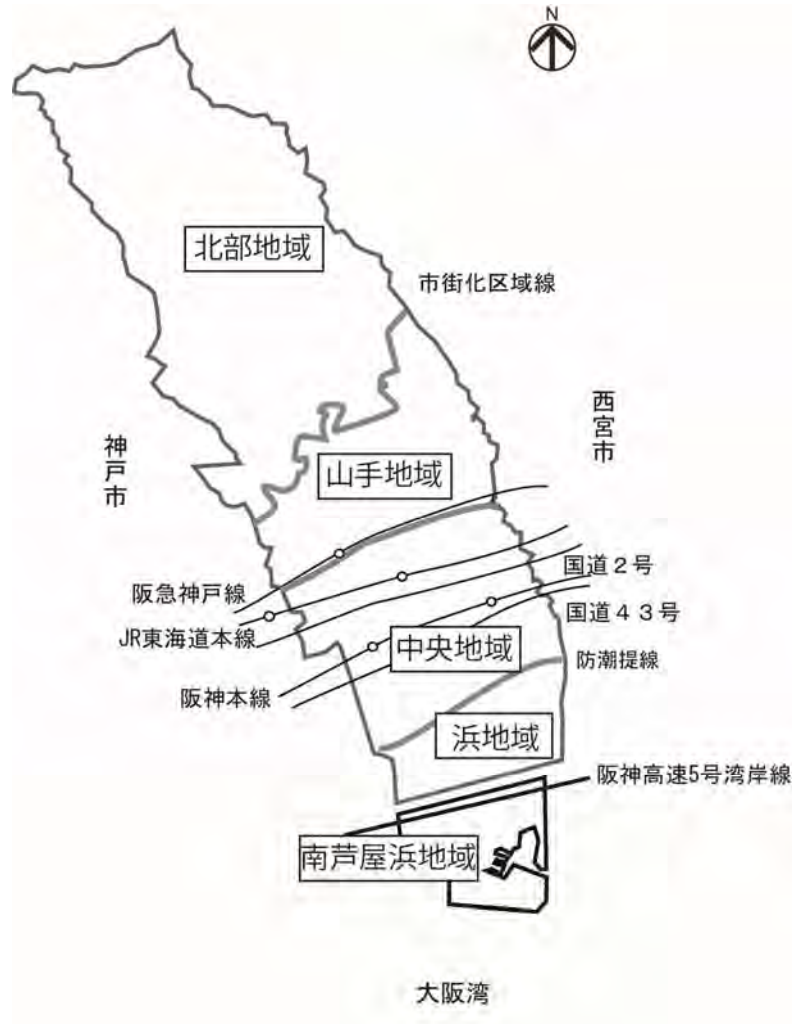 N
北部地域
市街化区域線
西宮市
神戸市
山手地域
国道２号
阪急神戸線
国道４３号
JR東海道本線
中央地域
防潮提線
阪神本線
浜地域
阪神高速5号湾岸線
南芦屋浜地域
大阪湾